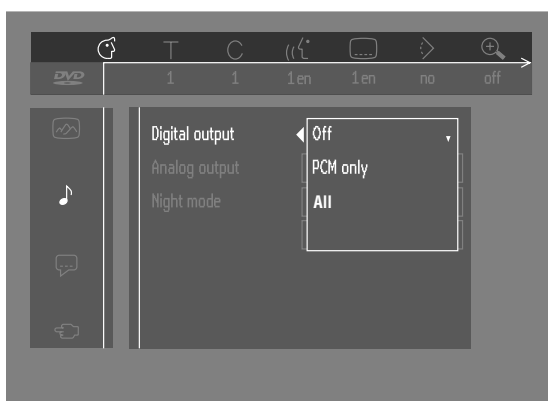 T C
DVD 1 1 1 en 1 en no off
Digital output Off
Analog output PCM only
Night mode All